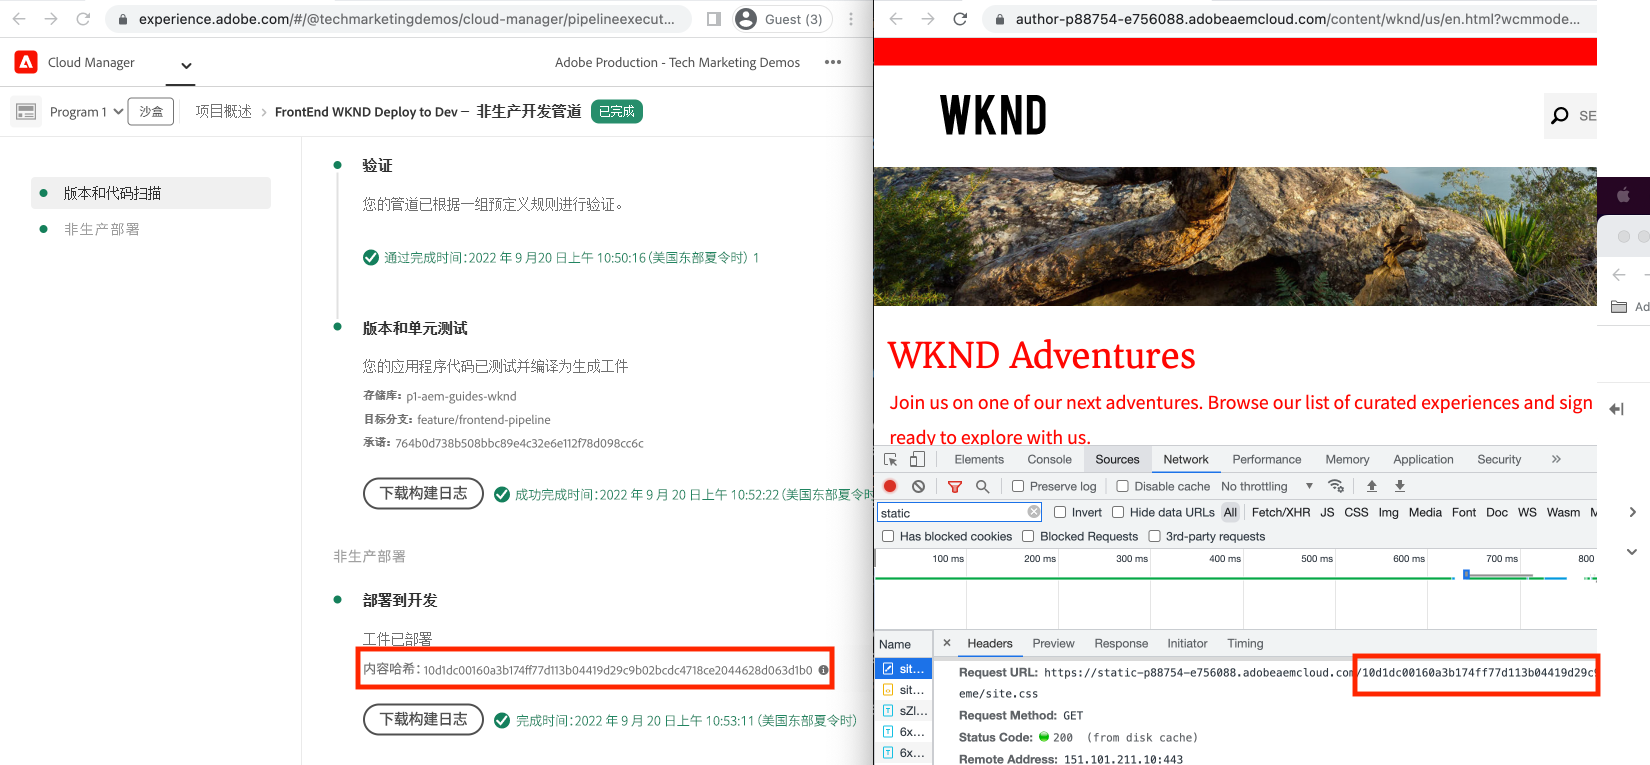 experience.adobe.com/#/@techmarketingdemos/cloud-manager/pipelineexecut...
Guest (3)
Cloud Manager
Adobe Production - Tech Marketing Demos
Program 1
沙盒
项目概述
FrontEnd WKND Deploy to Dev – 非生产开发管道
已完成
版本和代码扫描
非生产部署
验证
您的管道已根据一组预定义规则进行验证。
通过完成时间：2022 年 9 月20 日上午 10:50:16（美国东部夏令时） 1
版本和单元测试
您的应用程序代码已测试并编译为生成工件
存储库： p1-aem-guides-wknd
目标分支： feature/frontend-pipeline
承诺： 764b0d738b508bbc89e4c32e6e112f78d098cc6c
下载构建日志
成功完成时间：2022 年 9 月 20 日上午 10:52:22（美国东部夏令时
非生产部署
部署到开发
工件已部署
内容哈希： 10d1dc00160a3b174ff77d113b04419d29c9b02bcdc4718ce2044628d063d1b0
下载构建日志
完成时间：2022 年 9 月 20 日上午 10:53:11（美国东部夏令时）
author-p88754-e756088.adobeaemcloud.com/content/wknd/us/en.html?wcmmode...
WKND
SE
WKND Adventures
Join us on one of our next adventures. Browse our list of curated experiences and sign
ready to explore with us.
Elements Console Sources Network Performance Memory Application Security
Preserve log Disable cache No throttling
static
Invert Hide data URLs All Fetch/XHR JS CSS Img Media Font Doc WS Wasm M
Has blocked cookies Blocked Requests 3rd-party requests
100 ms 200 ms 300 ms 400 ms 500 ms 600 ms 700 ms 800
Name
Headers Preview Response Initiator Timing
sit...
sit...
sZl...
6x...
6x...
Request URL: https://static-p88754-e756088.adobeaemcloud.com/10d1dc00160a3b174ff77d113b04419d29c9
eme/site.css
Request Method: GET
Status Code: 200 (from disk cache)
Remote Address: 151.101.211.10:443
Ad